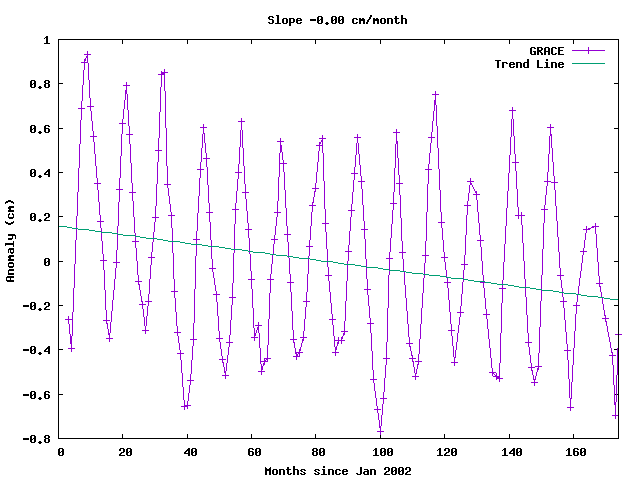 Slope -0.00 cm/month
GRACE
Trend Line
1
0.8
0.6
0.4
0.2
0
-0.2
-0.4
-0.6
-0.8
Anomaly (cm)
0 20 40 60 80 100 120 140 160
Months since Jan 2002